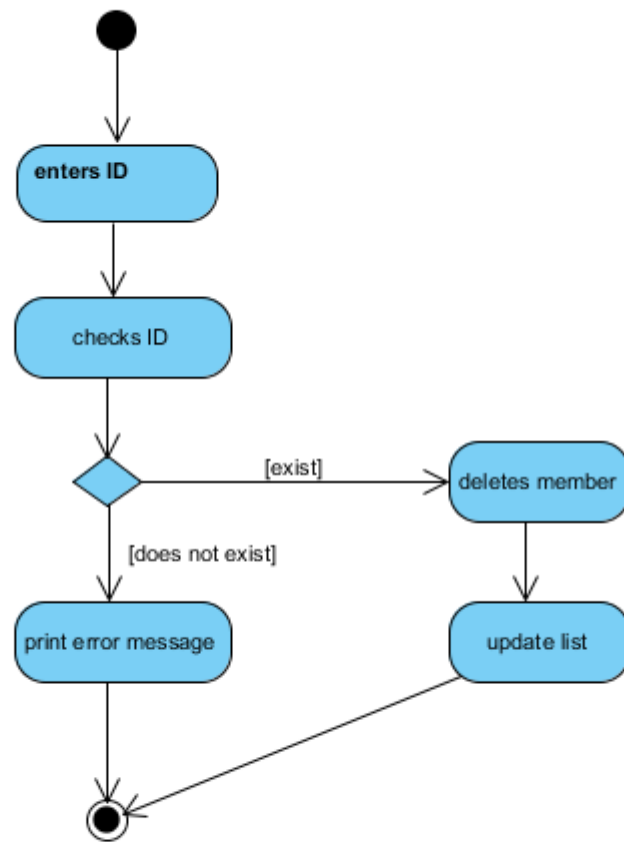 enters ID
checks ID
[exist]
deletes member
[does not exist]
print error message
update list